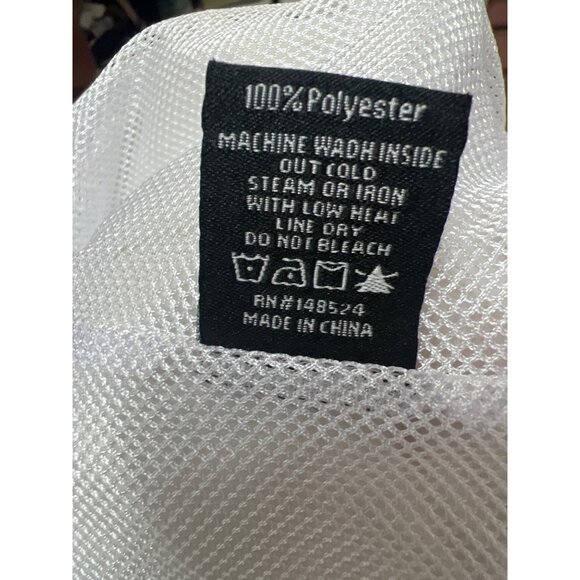 100%Polyester
MACHINE WADH INSIDE
OUT COLD
STEAM OR IRON
WITH LOW HEAT
LINE DRY
DO NOT BLEACH
RN#148524
MADE IN CHINA